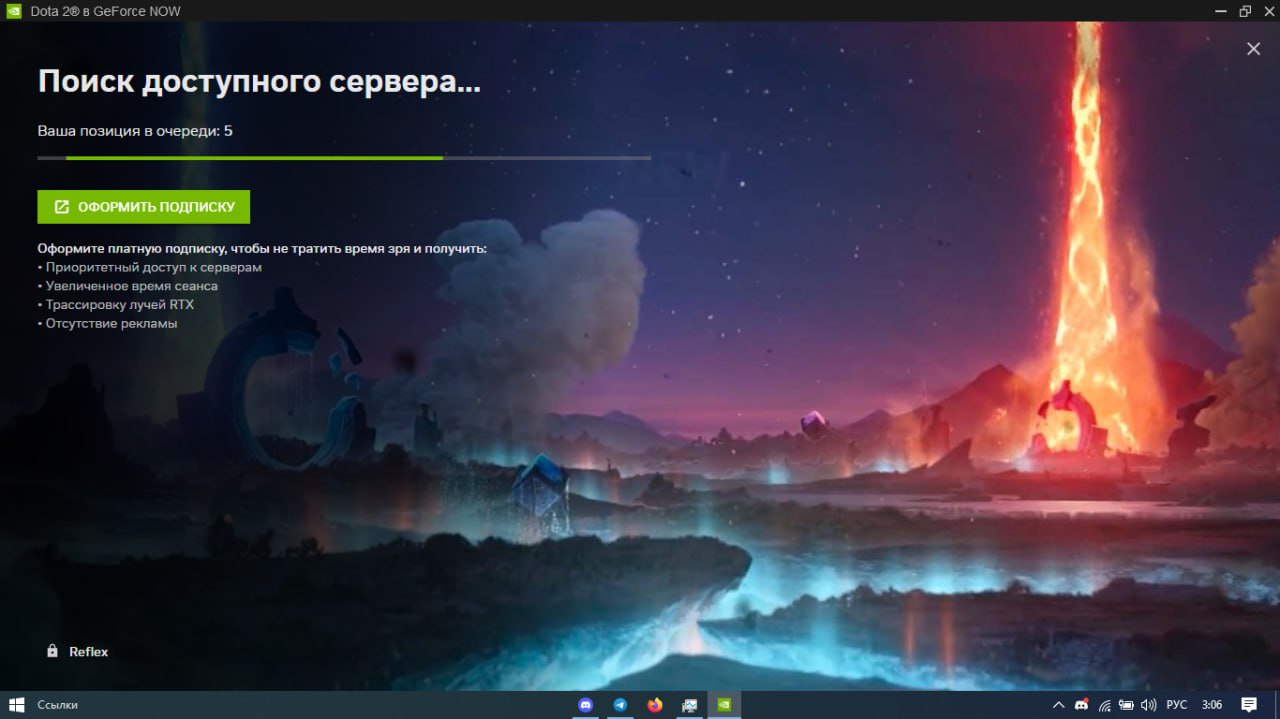 Dota 2® в GeForce NOW
Поиск доступного сервера...
Ваша позиция в очереди: 5
ОФОРМИТЬ ПОДПИСКУ
Оформите платную подписку, чтобы не тратить время зря и получить:
• Приоритетный доступ к серверам
• Увеличенное время сеанса
• Трассировку лучей RTX
• Отсутствие рекламы
Reflex
Ссылки
РУС 3:06